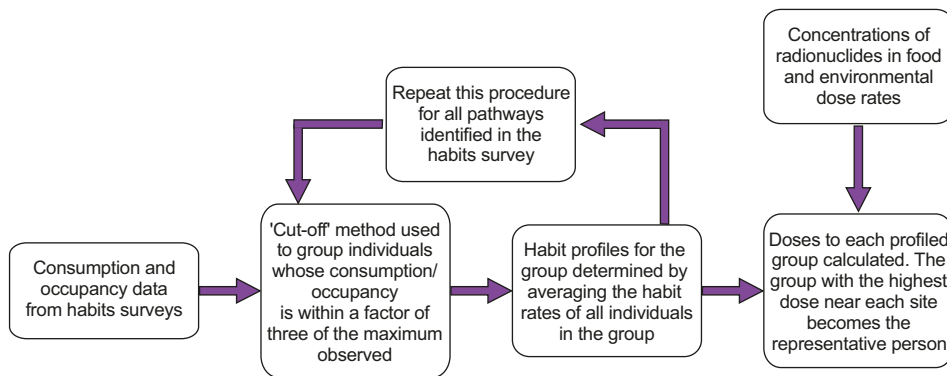 Consumption and
occupancy data
from habits surveys
'Cut-off' method used
to group individuals
whose consumption/
occupancy
is within a factor of
three of the maximum
observed
Repeat this procedure
for all pathways
identified in the
habits survey
Habit profiles for the
group determined by
averaging the habit
rates of all individuals
in the group
Concentrations of
radionuclides in food
and environmental
dose rates
Doses to each profiled
group calculated. The
group with the highest
dose near each site
becomes the
representative person